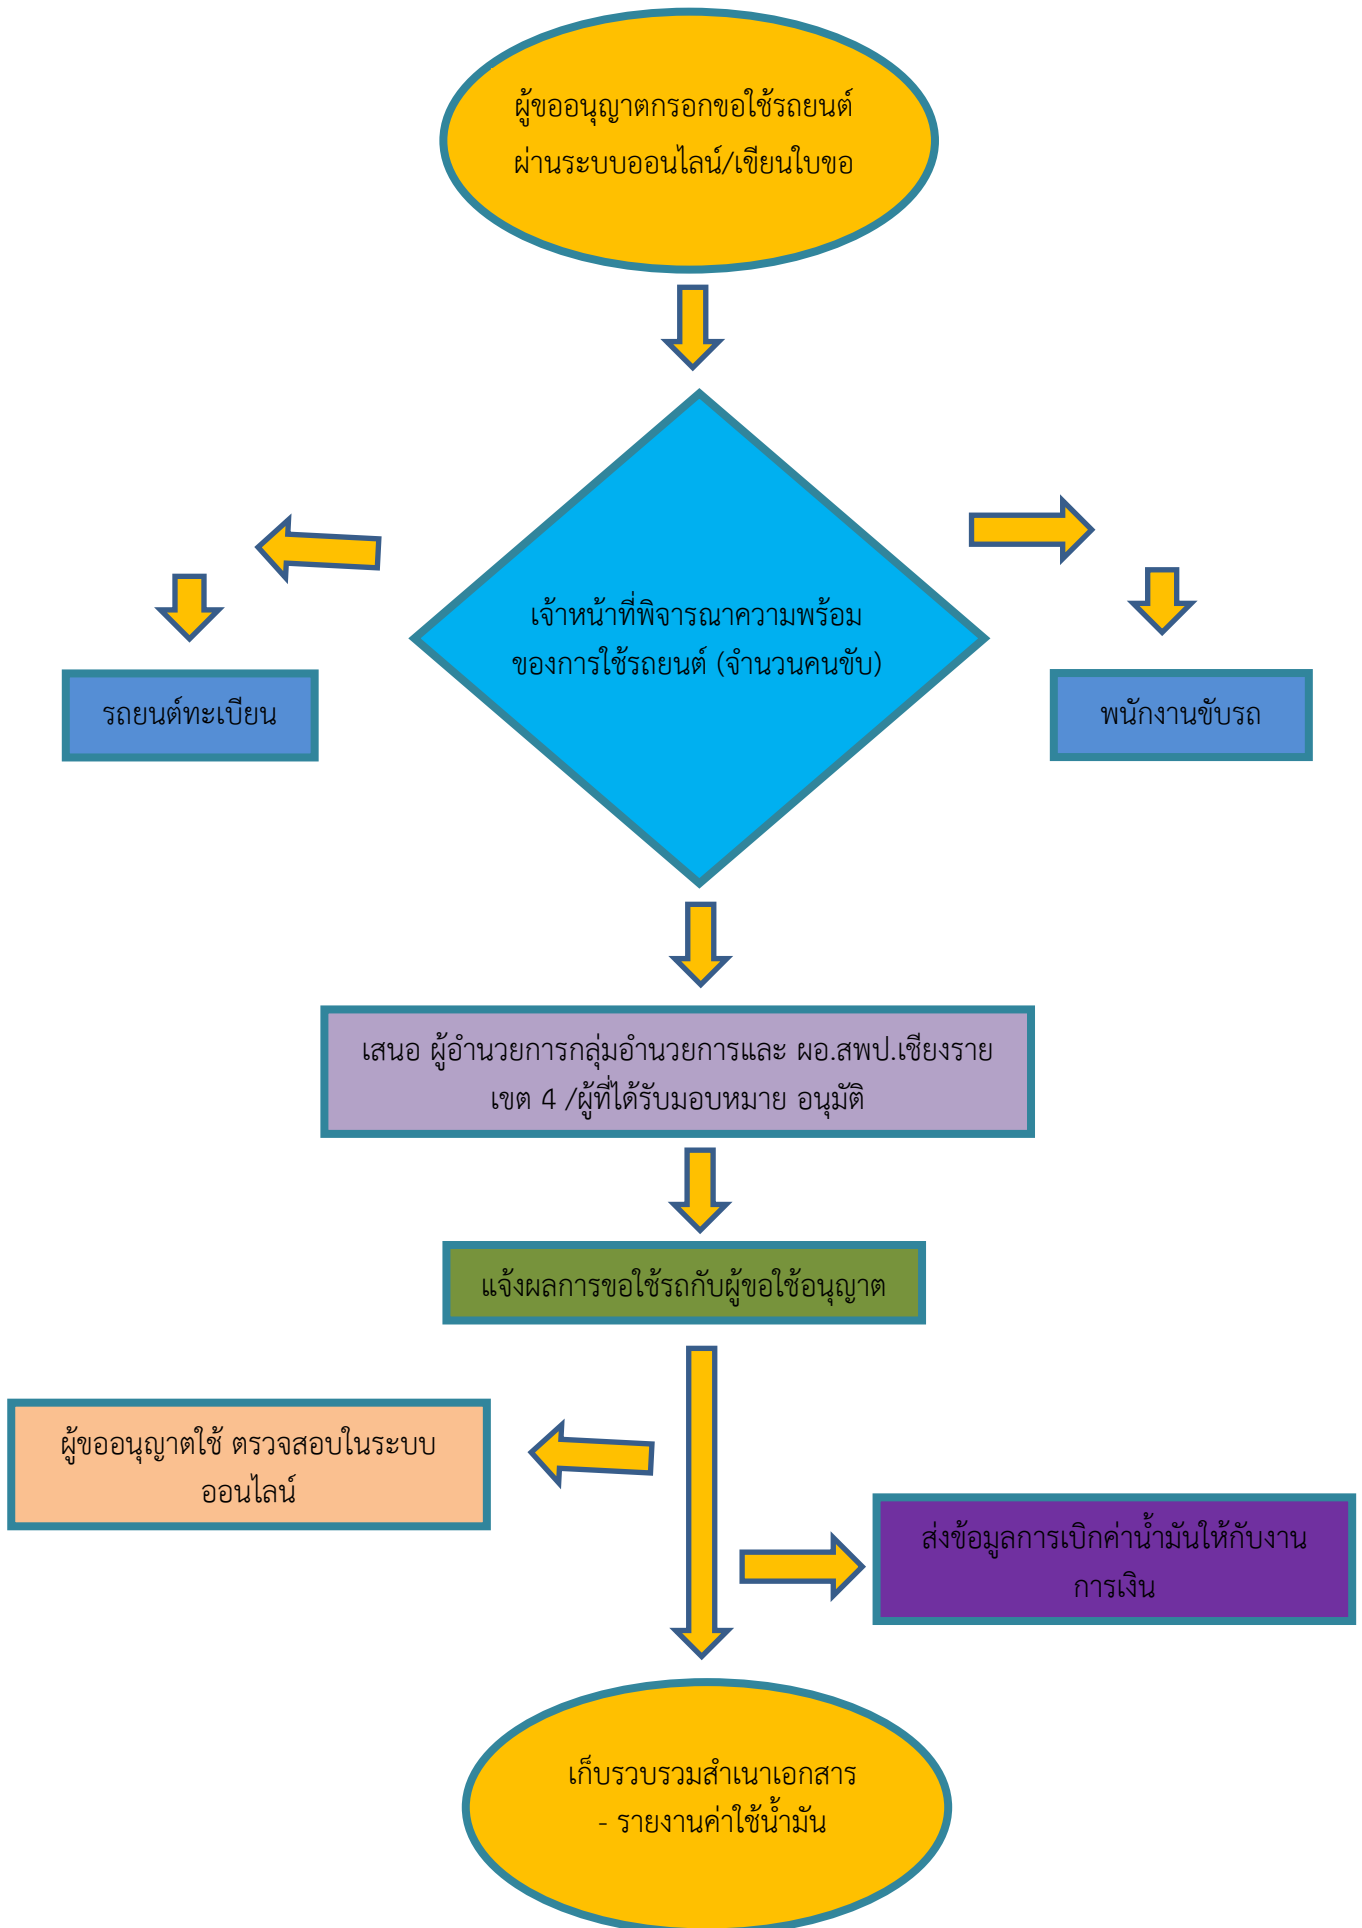 ผู้ขออนุญาตกรอกขอใช้รถยนต์
ผ่านระบบออนไลน์/เขียนใบขอ
เจ้าหน้าที่พิจารณาความพร้อม
ของการใช้รถยนต์ (จำนวนคนขับ)
รถยนต์ทะเบียน
พนักงานขับรถ
เสนอ ผู้อำนวยการกลุ่มอำนวยการและ ผอ.สพป.เชียงราย
เขต 4 /ผู้ที่ได้รับมอบหมาย อนุมัติ
แจ้งผลการขอใช้รถกับผู้ขอใช้อนุญาต
ผู้ขออนุญาตใช้ ตรวจสอบในระบบ
ออนไลน์
ส่งข้อมูลการเบิกค่าน้ำมันให้กับงาน
การเงิน
เก็บรวบรวมสำเนาเอกสาร
- รายงานค่าใช้น้ำมัน